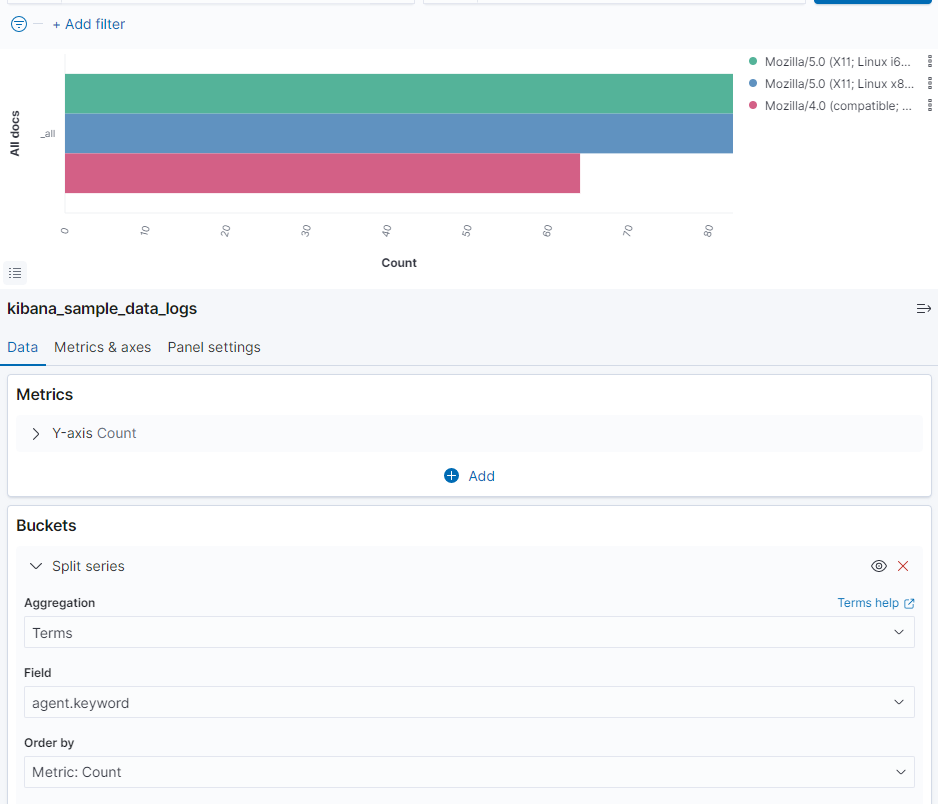 + Add filter
Mozilla/5.0 (X11; Linux i6...
Mozilla/5.0 (X11; Linux x8...
Mozilla/4.0 (compatible; ...
All docs
_all
0 10 20 30 40 50 60 70 80
Count
kibana_sample_data_logs
Data Metrics & axes Panel settings
Metrics
Y-axis Count
Add
Buckets
Split series
Aggregation Terms help
Terms
Field
agent.keyword
Order by
Metric: Count